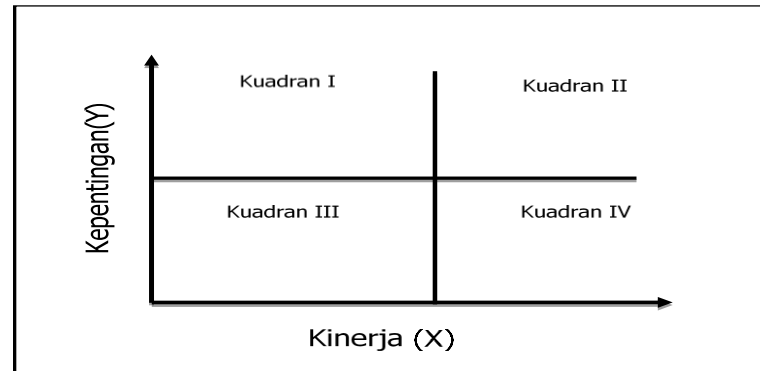 Kuadran I
Kuadran II
Kepentingan(Y)
Kuadran III
Kuadran IV
Kinerja (X)